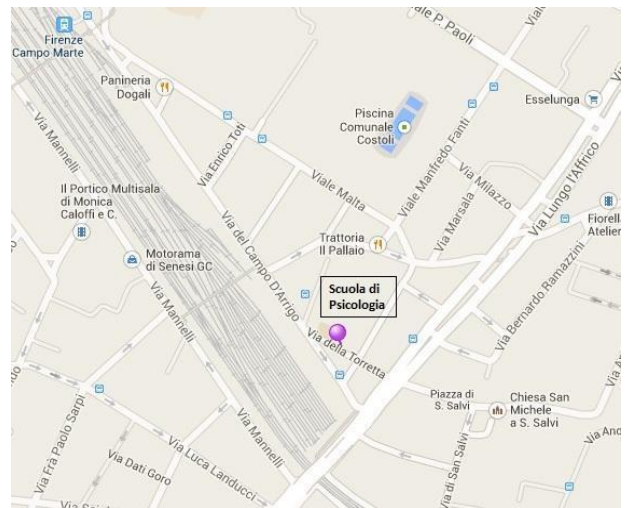 Firenze
Campo Marte
Viale P. Paoli
Viale
Panineria
Dogali
Esselunga
Piscina
Comunale
Costoli
Via Mannelli
Via Enrico Toti
Viale Manfredo Fanti
Via Milazzo
Via Lungo l'Affrico
Il Portico Multisala
di Monica
Caloffi e C.
Viale Malta
Via Marsala
Fiorella
Atelier
Trattoria
Il Pallaio
Motorama
di Senesi GC
Via del Campo D'Arrigo
Scuola di
Psicologia
Via Bernardo Ramazzini
Via Mannelli
Via della Torretta
Piazza di
S. Salvi
Chiesa San
Michele
a S. Salvi
Via Frà Paolo Sarpi
Via Mannelli
Via Luca Landucci
Via Dati Goro
Via di San Salvi